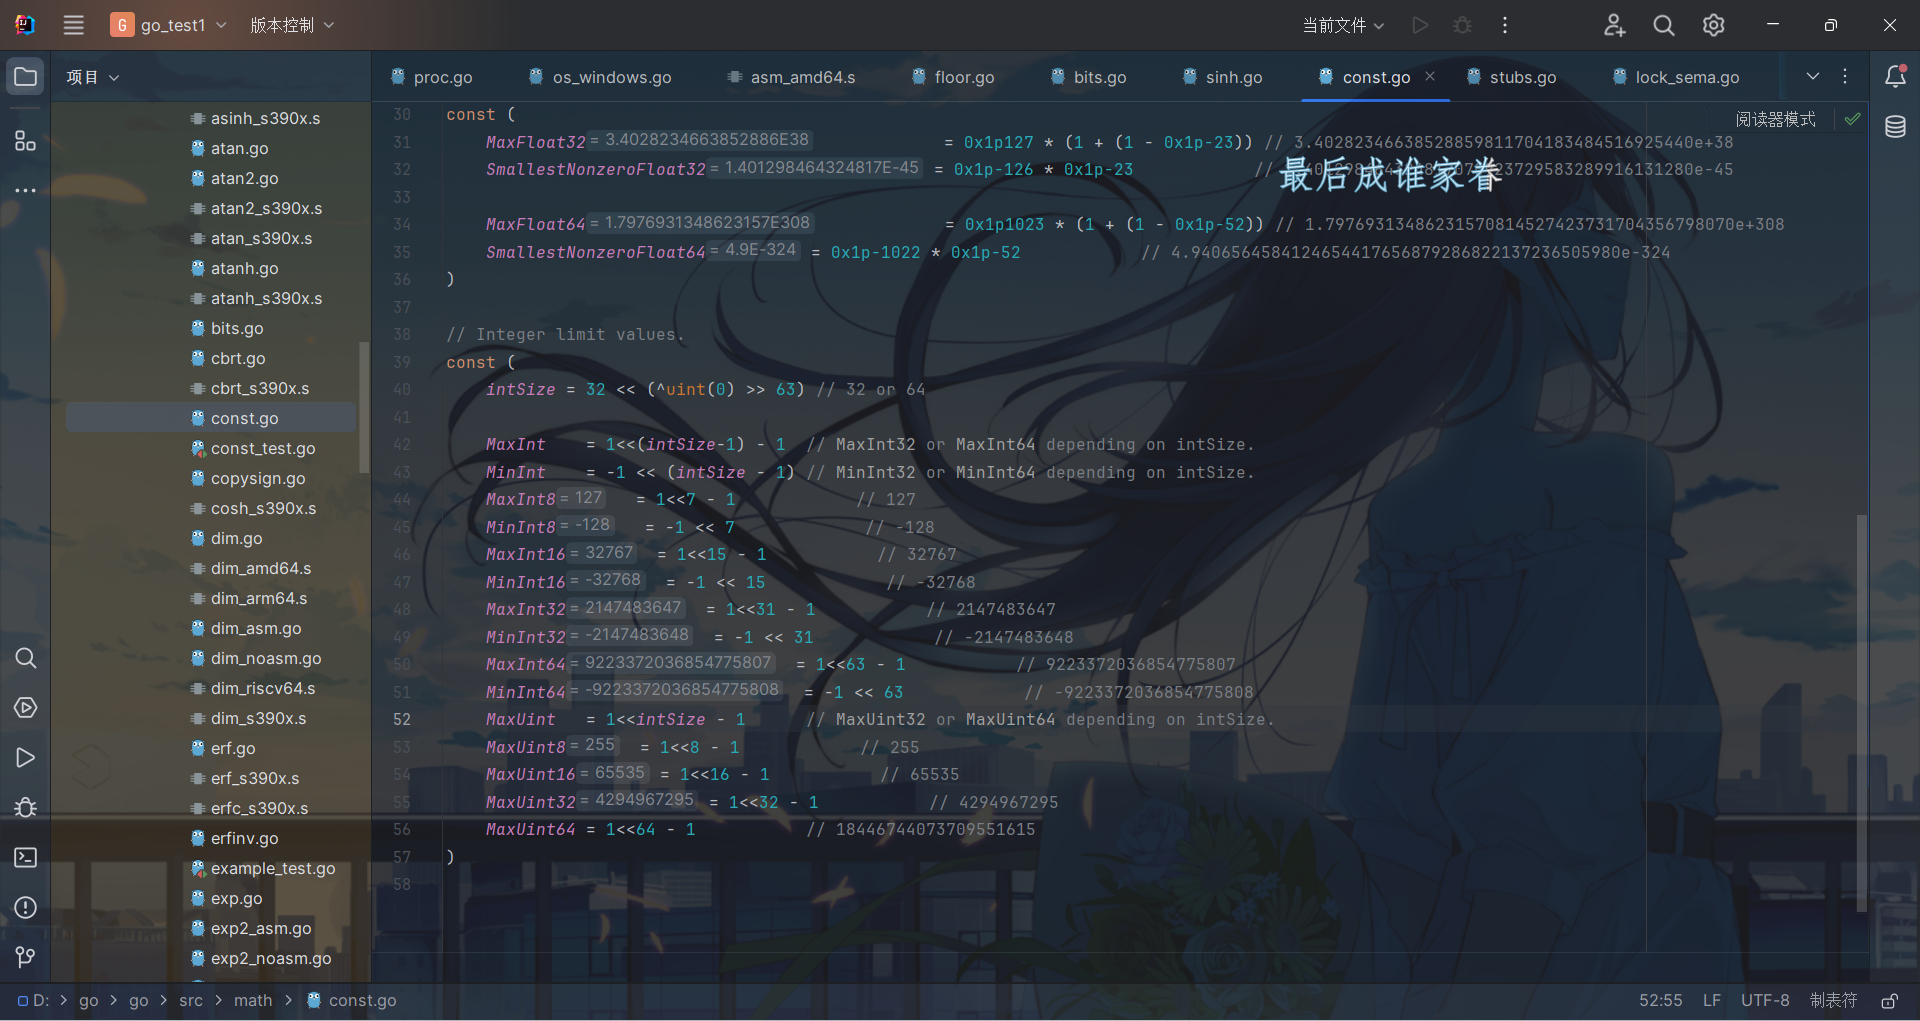 G go_test1 版本控制 当前文件
项目
proc.go os_windows.go asm_amd64.s floor.go bits.go sinh.go const.go stubs.go lock_sema.go
asinh_s390x.s
atan.go
atan2.go
atan2_s390x.s
atan_s390x.s
atanh.go
atanh_s390x.s
bits.go
cbrt.go
cbrt_s390x.s
const.go
const_test.go
copysign.go
cosh_s390x.s
dim.go
dim_amd64.s
dim_arm64.s
dim_asm.go
dim_noasm.go
dim_riscv64.s
dim_s390x.s
erf.go
erf_s390x.s
erfc_s390x.s
erfinv.go
example_test.go
exp.go
exp2_asm.go
exp2_noasm.go
阅读器模式
30 const (
31 MaxFloat32 = 3.4028234663852886E38 = 0x1p127 * (1 + (1 - 0x1p-23)) // 3.40282346638528859811704183484516925440e+38
最后成谁家眷
32 SmallestNonzeroFloat32 = 1.401298464324817E-45 = 0x1p-126 * 0x1p-23 //
33
34 MaxFloat64 = 1.7976931348623157E308 = 0x1p1023 * (1 + (1 - 0x1p-52)) // 1.79769313486231570814527423731704356798070e+308
35 SmallestNonzeroFloat64 = 4.9E-324 = 0x1p-1022 * 0x1p-52 // 4.9406564584124654417656879286822137236505980e-324
36 )
37
38 // Integer limit values.
39 const (
40 intSize = 32 << (^uint(0) >> 63) // 32 or 64
41
42 MaxInt = 1<<(intSize-1) - 1 // MaxInt32 or MaxInt64 depending on intSize.
43 MinInt = -1 << (intSize - 1) // MinInt32 or MinInt64 depending on intSize.
44 MaxInt8 = 127 = 1<<7 - 1 // 127
45 MinInt8 = -128 = -1 << 7 // -128
46 MaxInt16 = 32767 = 1<<15 - 1 // 32767
47 MinInt16 = -32768 = -1 << 15 // -32768
48 MaxInt32 = 2147483647 = 1<<31 - 1 // 2147483647
49 MinInt32 = -2147483648 = -1 << 31 // -2147483648
50 MaxInt64 = 9223372036854775807 = 1<<63 - 1 // 9223372036854775807
51 MinInt64 = -9223372036854775808 = -1 << 63 // -9223372036854775808
52 MaxUint = 1<<intSize - 1 // MaxUint32 or MaxUint64 depending on intSize.
53 MaxUint8 = 255 = 1<<8 - 1 // 255
54 MaxUint16 = 65535 = 1<<16 - 1 // 65535
55 MaxUint32 = 4294967295 = 1<<32 - 1 // 4294967295
56 MaxUint64 = 1<<64 - 1 // 18446744073709551615
57 )
58
D: > go > go > src > math > const.go 52:55 LF UTF-8 制表符